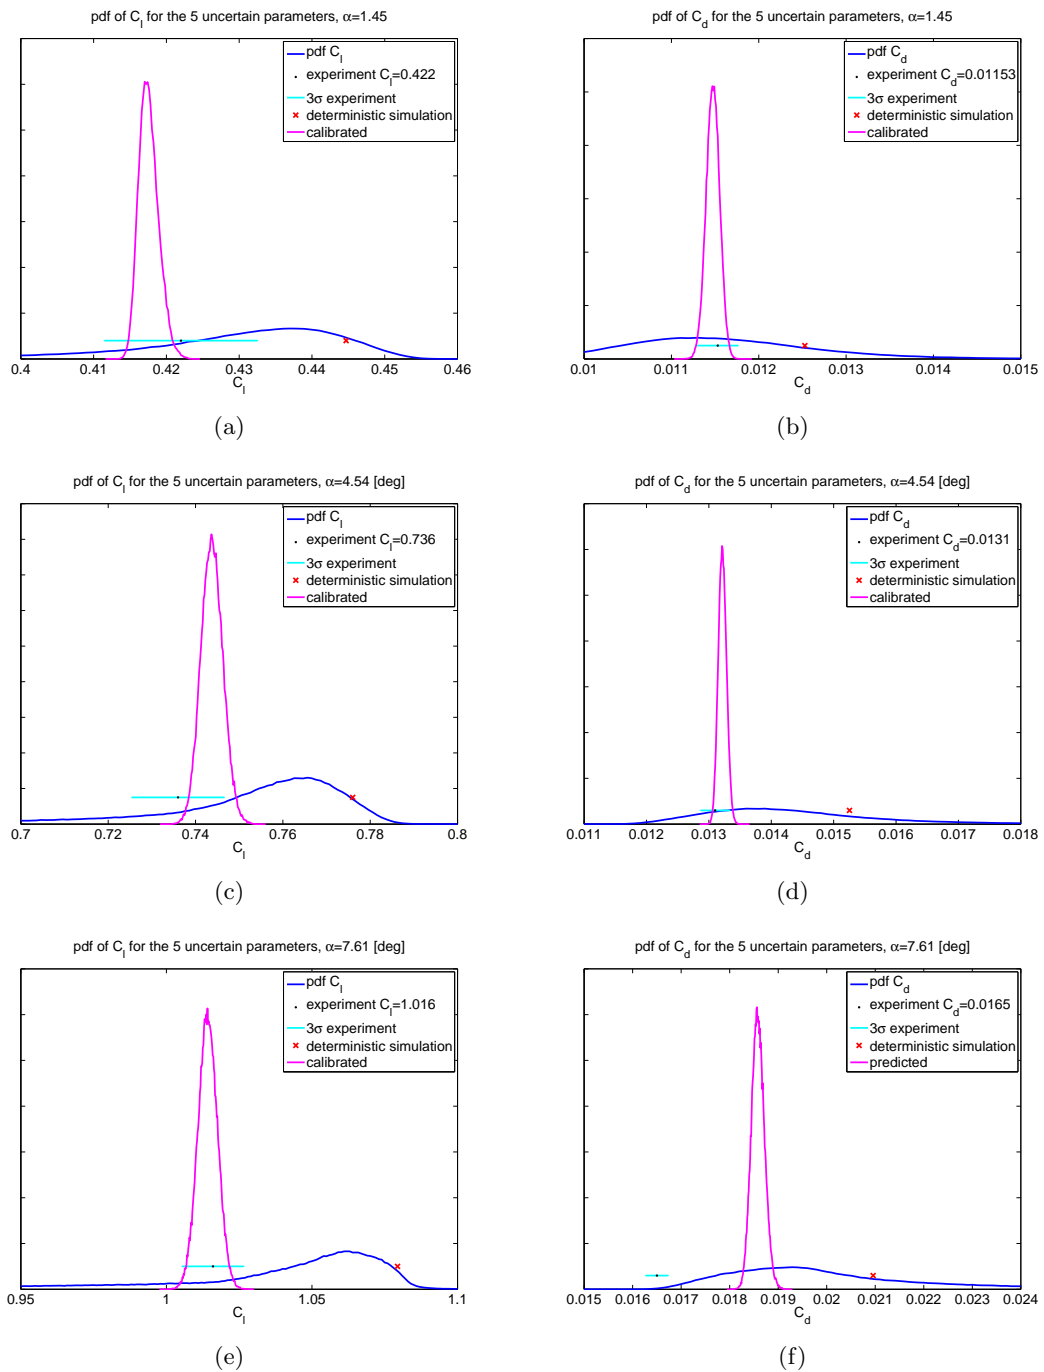 pdf of C_l for the 5 uncertain parameters, α=1.45
pdf C_l
experiment C_l=0.422
3σ experiment
deterministic simulation
calibrated
0.4 0.41 0.42 0.43 0.44 0.45 0.46
C_l
(a)
pdf of C_d for the 5 uncertain parameters, α=1.45
pdf C_d
experiment C_d=0.01153
3σ experiment
deterministic simulation
calibrated
0.01 0.011 0.012 0.013 0.014 0.015
C_d
(b)
pdf of C_l for the 5 uncertain parameters, α=4.54 [deg]
pdf C_l
experiment C_l=0.736
3σ experiment
deterministic simulation
calibrated
0.7 0.72 0.74 0.76 0.78 0.8
C_l
(c)
pdf of C_d for the 5 uncertain parameters, α=4.54 [deg]
pdf C_d
experiment C_d=0.0131
3σ experiment
deterministic simulation
calibrated
0.011 0.012 0.013 0.014 0.015 0.016 0.017 0.018
C_d
(d)
pdf of C_l for the 5 uncertain parameters, α=7.61 [deg]
pdf C_l
experiment C_l=1.016
3σ experiment
deterministic simulation
calibrated
0.95 1 1.05 1.1
C_l
(e)
pdf of C_d for the 5 uncertain parameters, α=7.61 [deg]
pdf C_d
experiment C_d=0.0165
3σ experiment
deterministic simulation
predicted
0.015 0.016 0.017 0.018 0.019 0.02 0.021 0.022 0.023 0.024
C_d
(f)